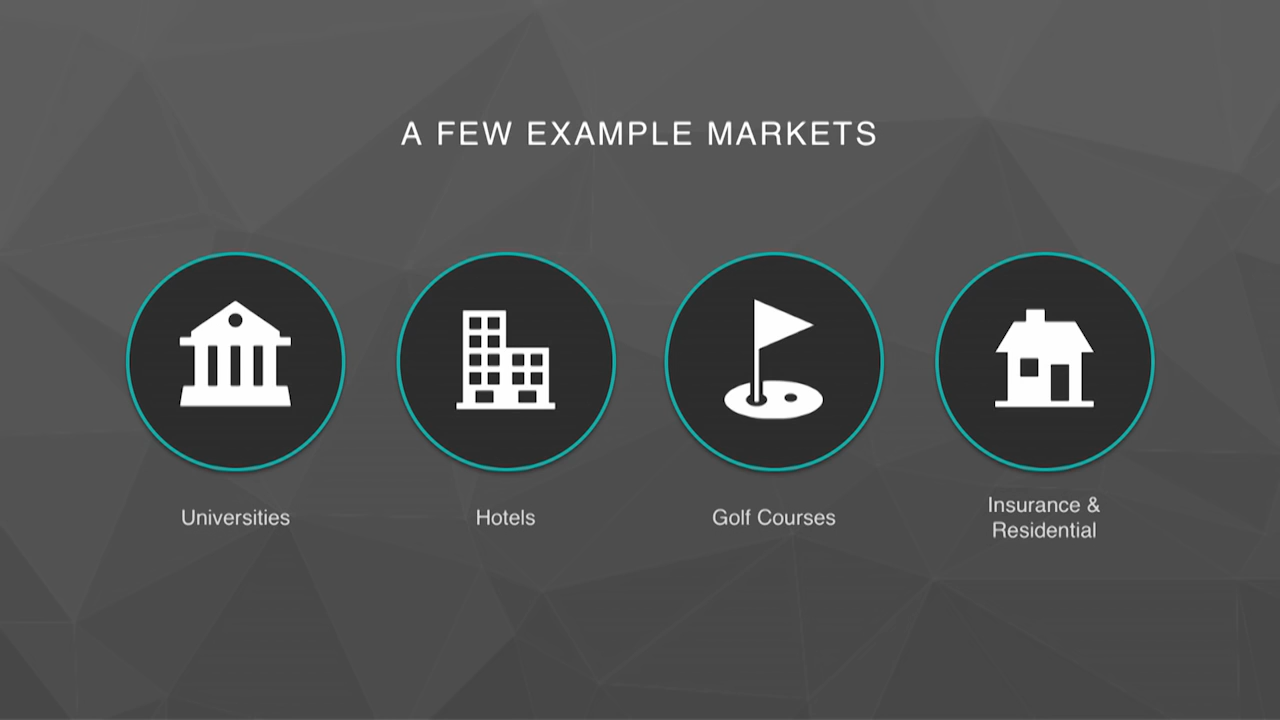 A FEW EXAMPLE MARKETS
Universities
Hotels
Golf Courses
Insurance &
Residential